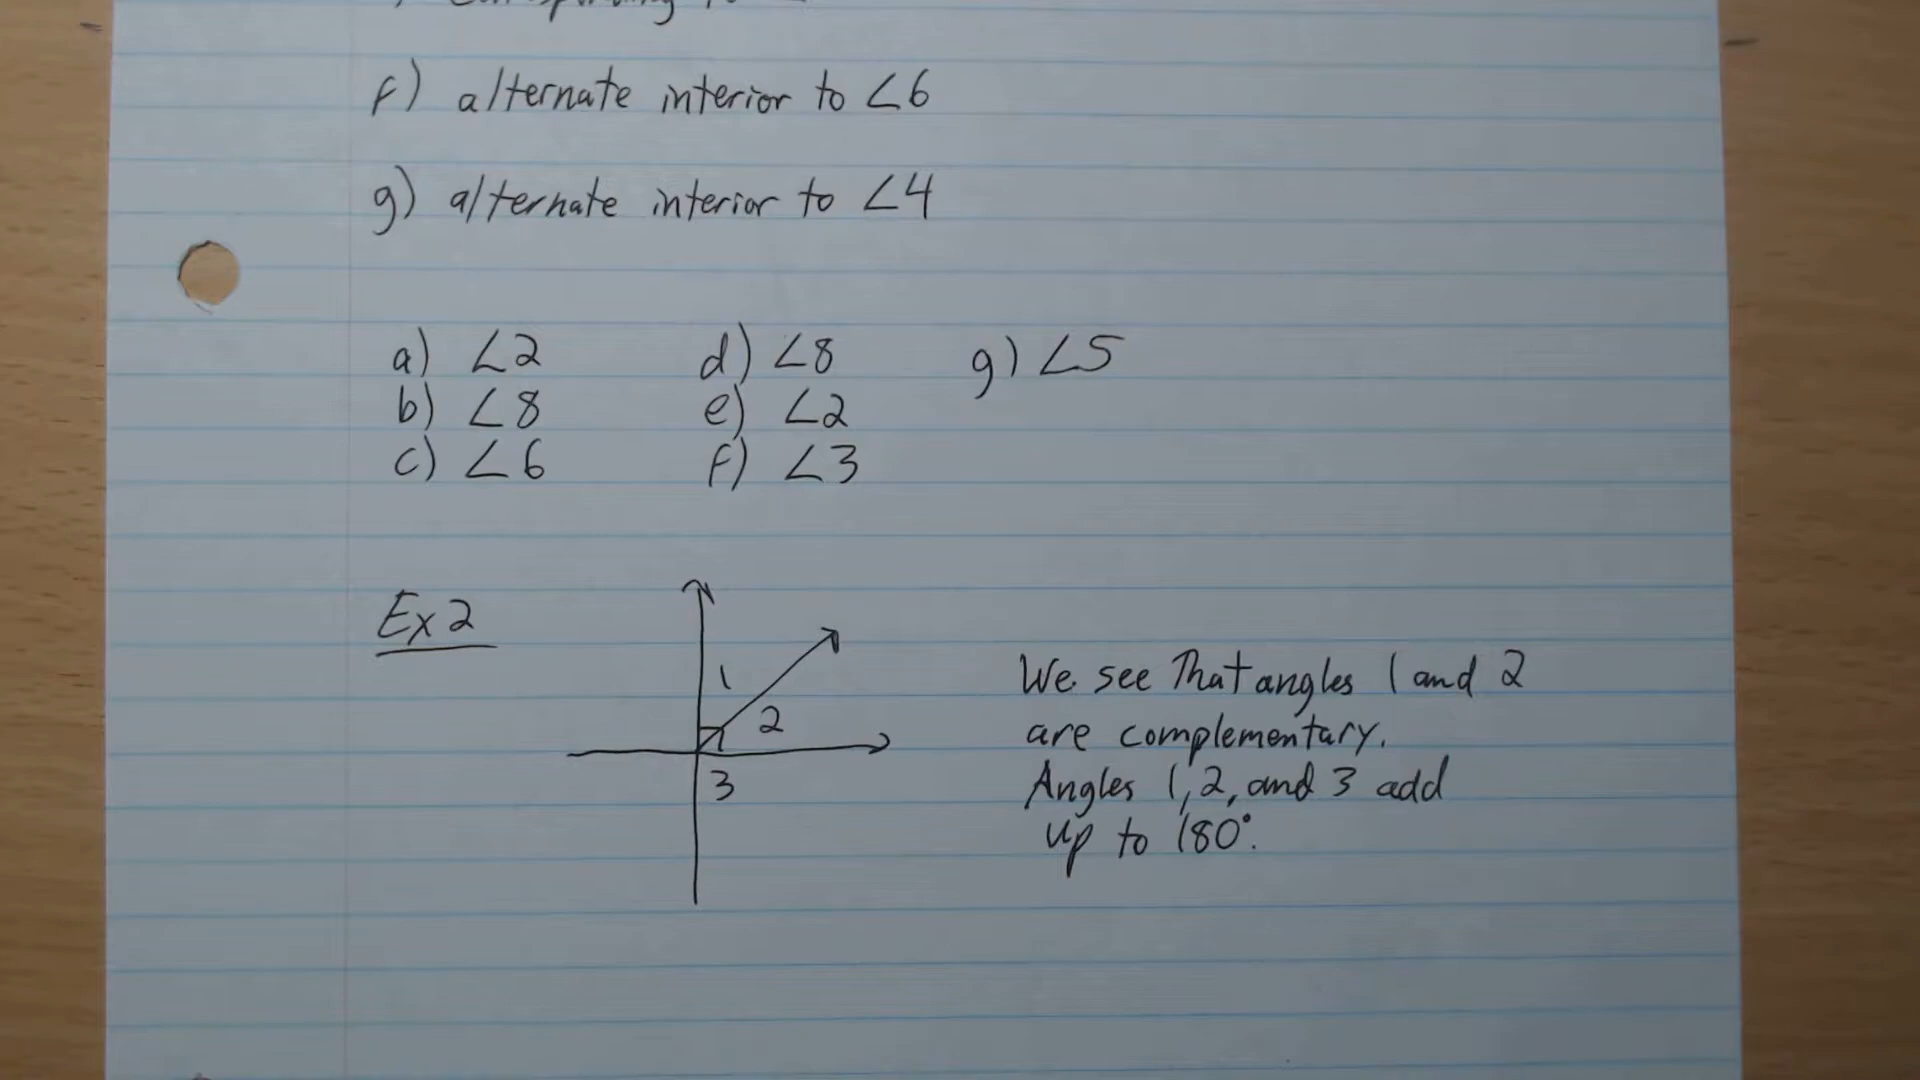 f) alternate interior to ∠6
g) alternate interior to ∠4
a) ∠2 d) ∠8 g) ∠5
b) ∠8 e) ∠2
c) ∠6 f) ∠3
Ex 2
1
2
3
We see That angles 1 and 2
are complementary.
Angles 1, 2, and 3 add
up to 180°.